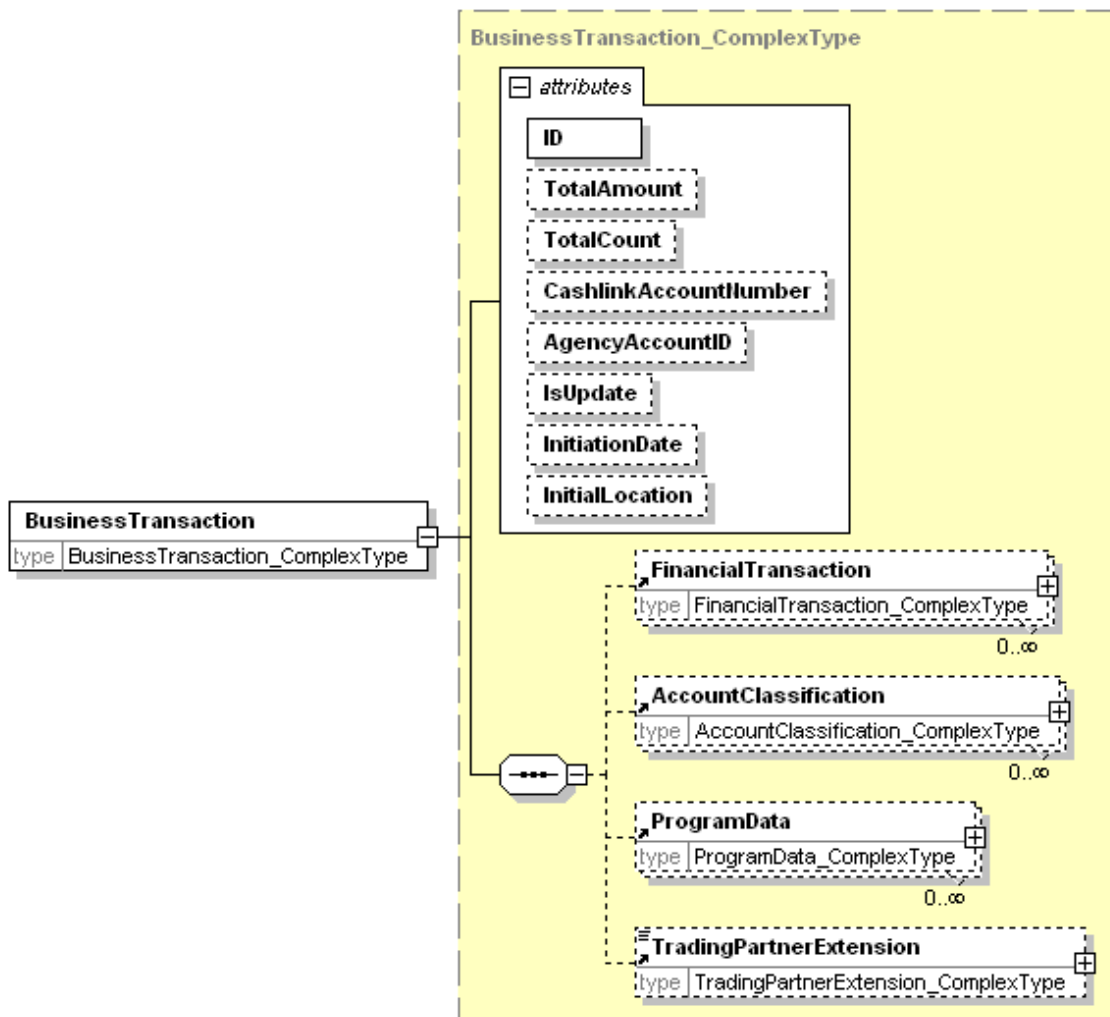 BusinessTransaction_ComplexType
attributes
ID
TotalAmount
TotalCount
CashlinkAccountNumber
AgencyAccountID
IsUpdate
InitiationDate
InitialLocation
BusinessTransaction
type BusinessTransaction_ComplexType
FinancialTransaction
type FinancialTransaction_ComplexType
0..∞
AccountClassification
type AccountClassification_ComplexType
0..∞
ProgramData
type ProgramData_ComplexType
0..∞
TradingPartnerExtension
type TradingPartnerExtension_ComplexType